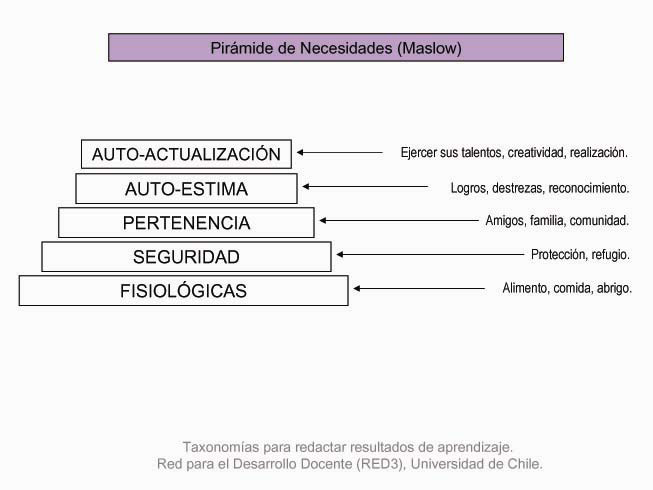 Pirámide de Necesidades (Maslow)
AUTO-ACTUALIZACIÓN
Ejercer sus talentos, creatividad, realización.
AUTO-ESTIMA
Logros, destrezas, reconocimiento.
PERTENENCIA
Amigos, familia, comunidad.
SEGURIDAD
Protección, refugio.
FISIOLÓGICAS
Alimento, comida, abrigo.
Taxonomías para redactar resultados de aprendizaje.
Red para el Desarrollo Docente (RED3), Universidad de Chile.